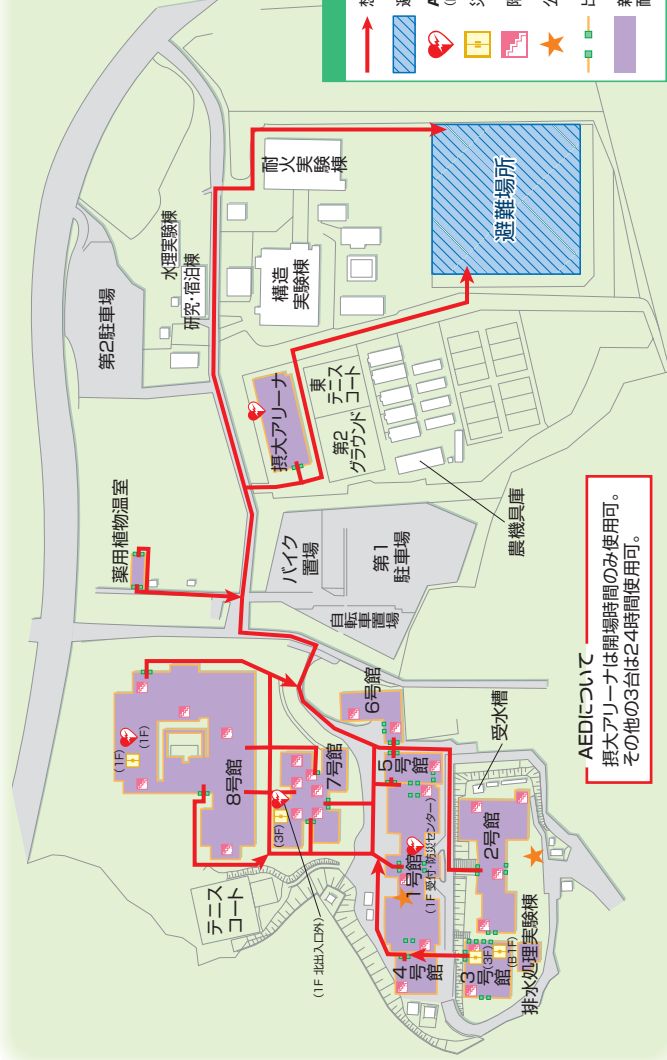 第2駐車場
水理実験棟
研究・宿泊棟
耐火実験棟
構造
実験棟
避難場所
摂大アリーナ
東
テニス
コート
第2
グラウンド
農機具庫
薬用植物温室
バイク
置場
第1
駐車場
自転車
置場
(1F)
(1F)
8号館
テニス
コート
(3F)
7号館
(1F 北出入口外)
6号館
5号館
1号館
(1F 受付・防災センター)
4号館
受水槽
2号館
3号館
(3F)
(B1F)
排水処理実験棟
AEDについて
摂大アリーナは開場時間のみ使用可。
その他の3台は24時間使用可。